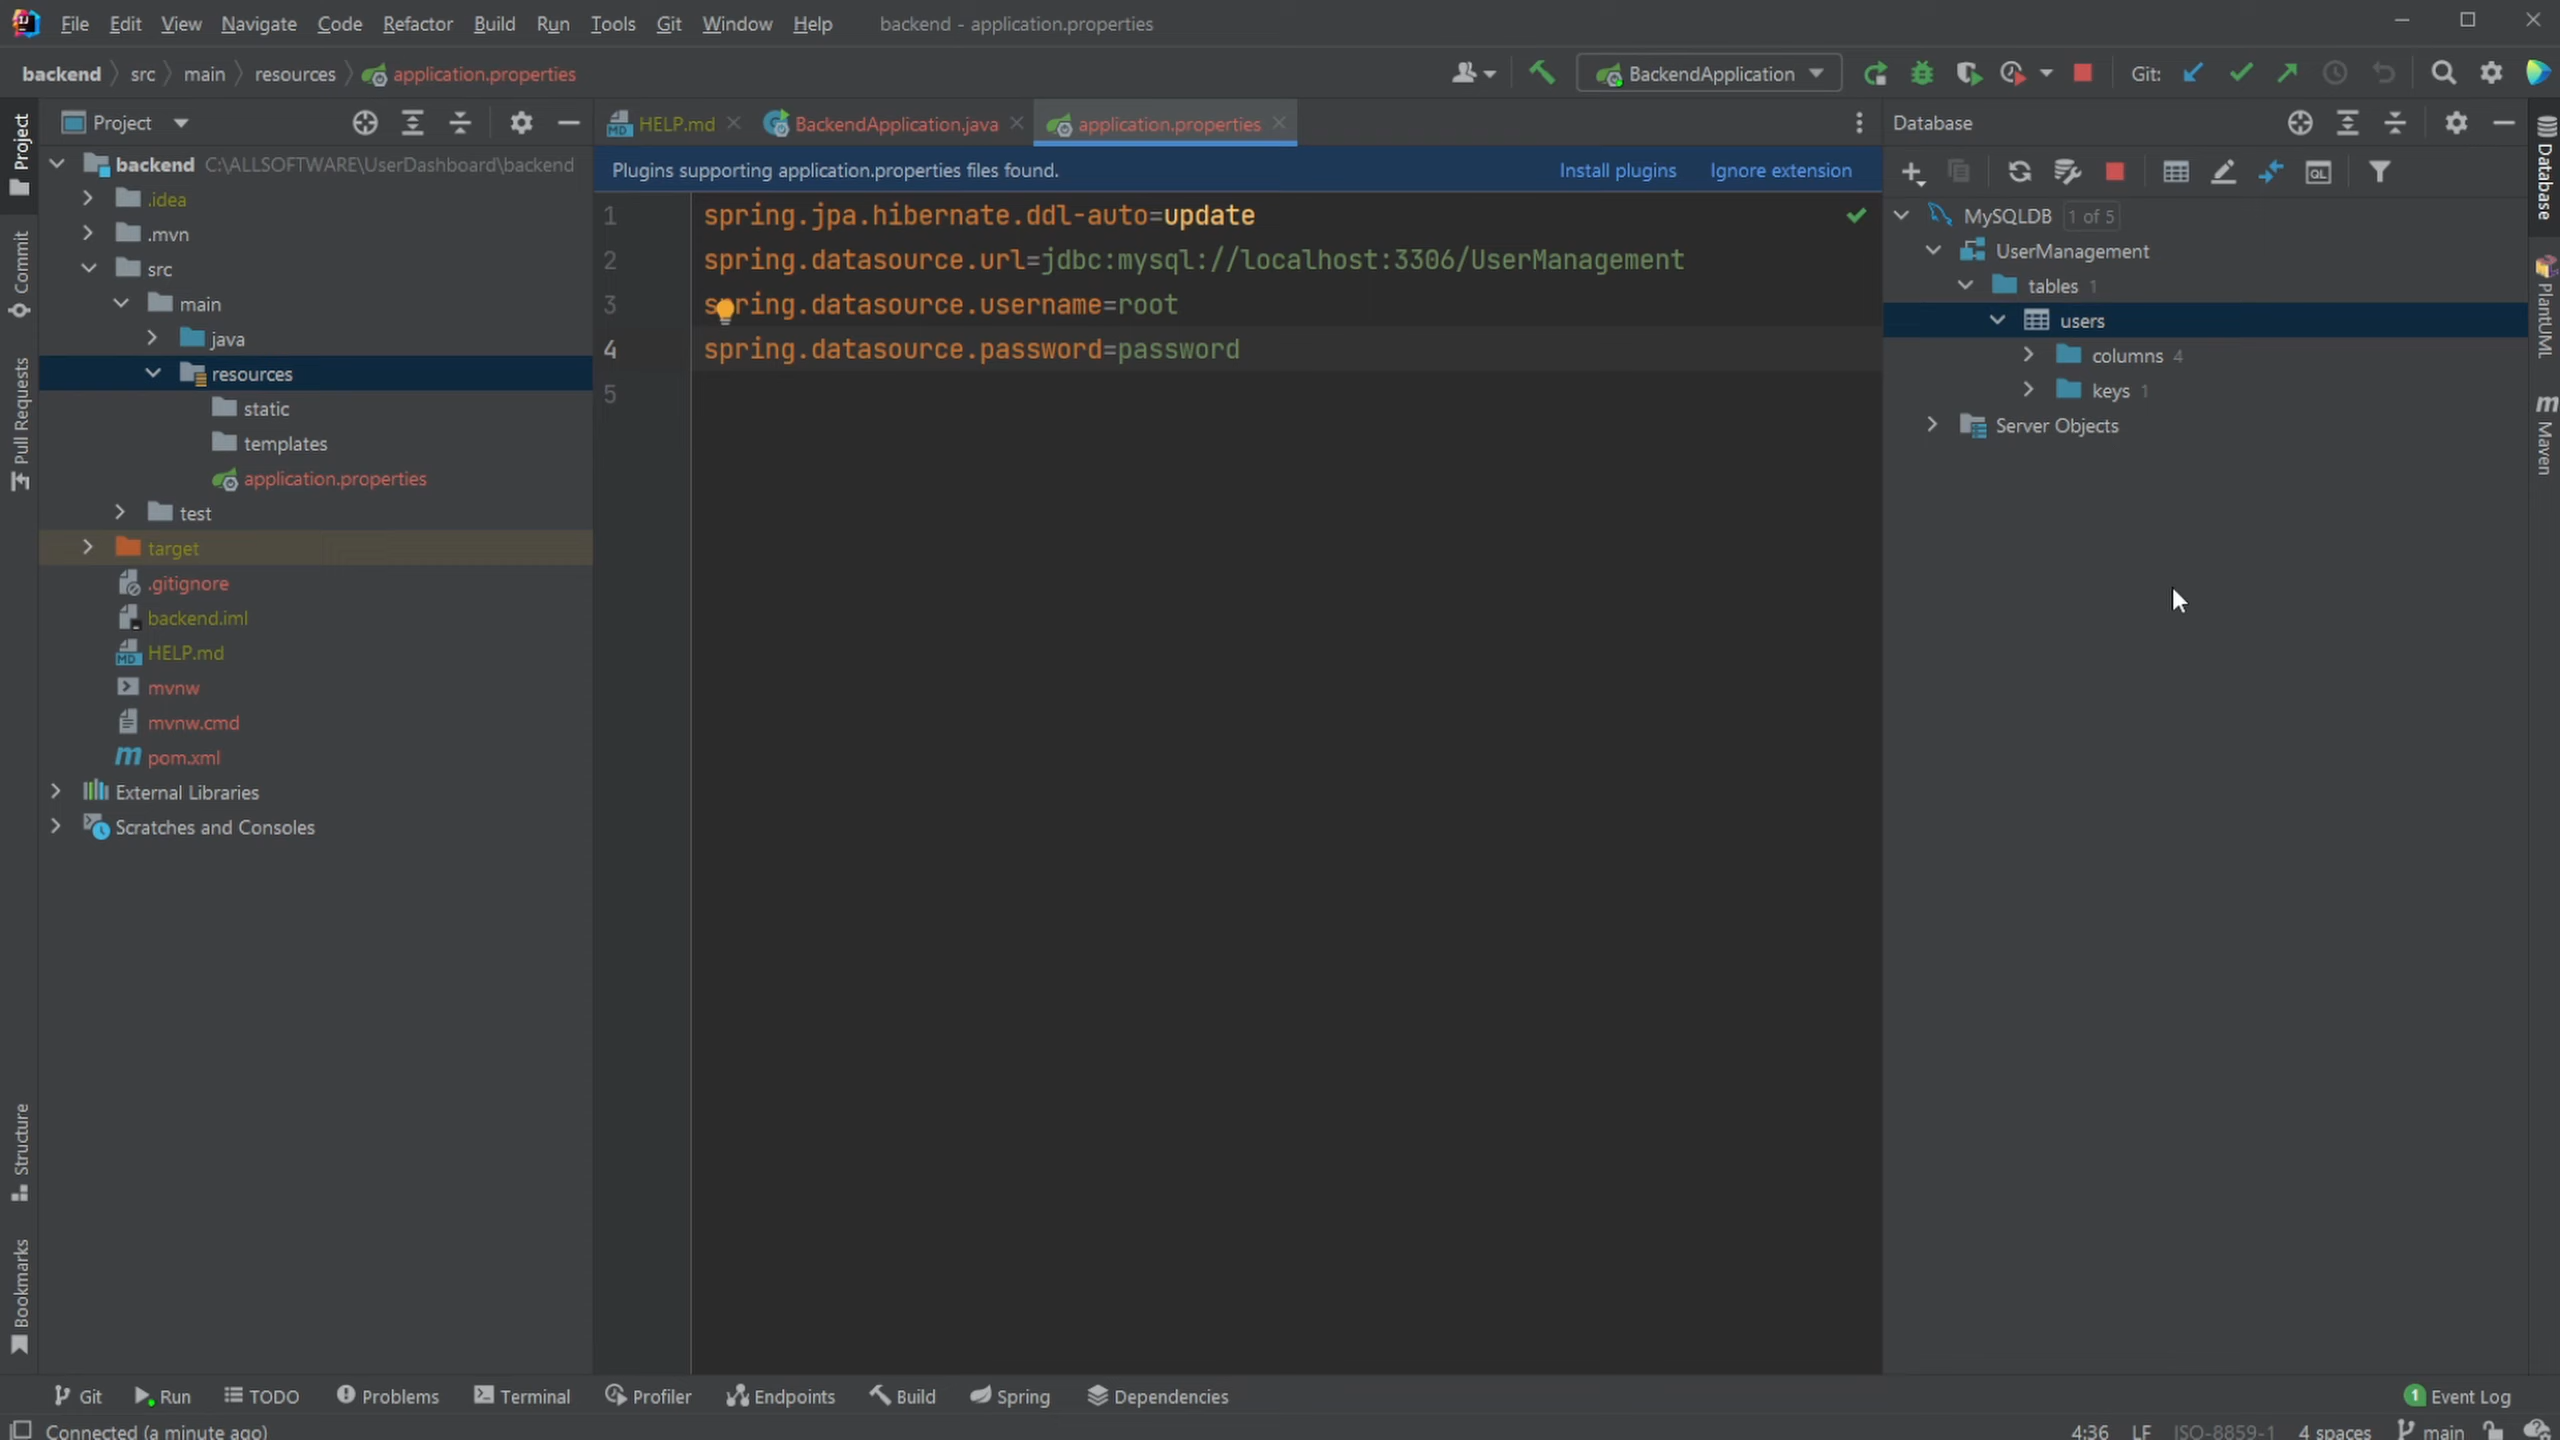 File Edit View Navigate Code Refactor Build Run Tools Git Window Help backend - application.properties
backend src main resources application.properties
BackendApplication
Git:
Project
HELP.md
BackendApplication.java
application.properties
Database
Plugins supporting application.properties files found.
Install plugins
Ignore extension
Project
Commit
Pull Requests
Structure
Bookmarks
backend C:\ALLSOFTWARE\UserDashboard\backend
.idea
.mvn
src
main
java
resources
static
templates
application.properties
test
target
.gitignore
backend.iml
HELP.md
mvnw
mvnw.cmd
pom.xml
External Libraries
Scratches and Consoles
1 spring.jpa.hibernate.ddl-auto=update
2 spring.datasource.url=jdbc:mysql://localhost:3306/UserManagement
3 spring.datasource.username=root
4 spring.datasource.password=password
5
MySQLDB 1 of 5
UserManagement
tables 1
users
columns 4
keys 1
Server Objects
Database
PlantUML
Maven
Git Run TODO Problems Terminal Profiler Endpoints Build Spring Dependencies
1 Event Log
Connected (a minute ago)
4:36 LF ISO-8859-1 4 spaces main